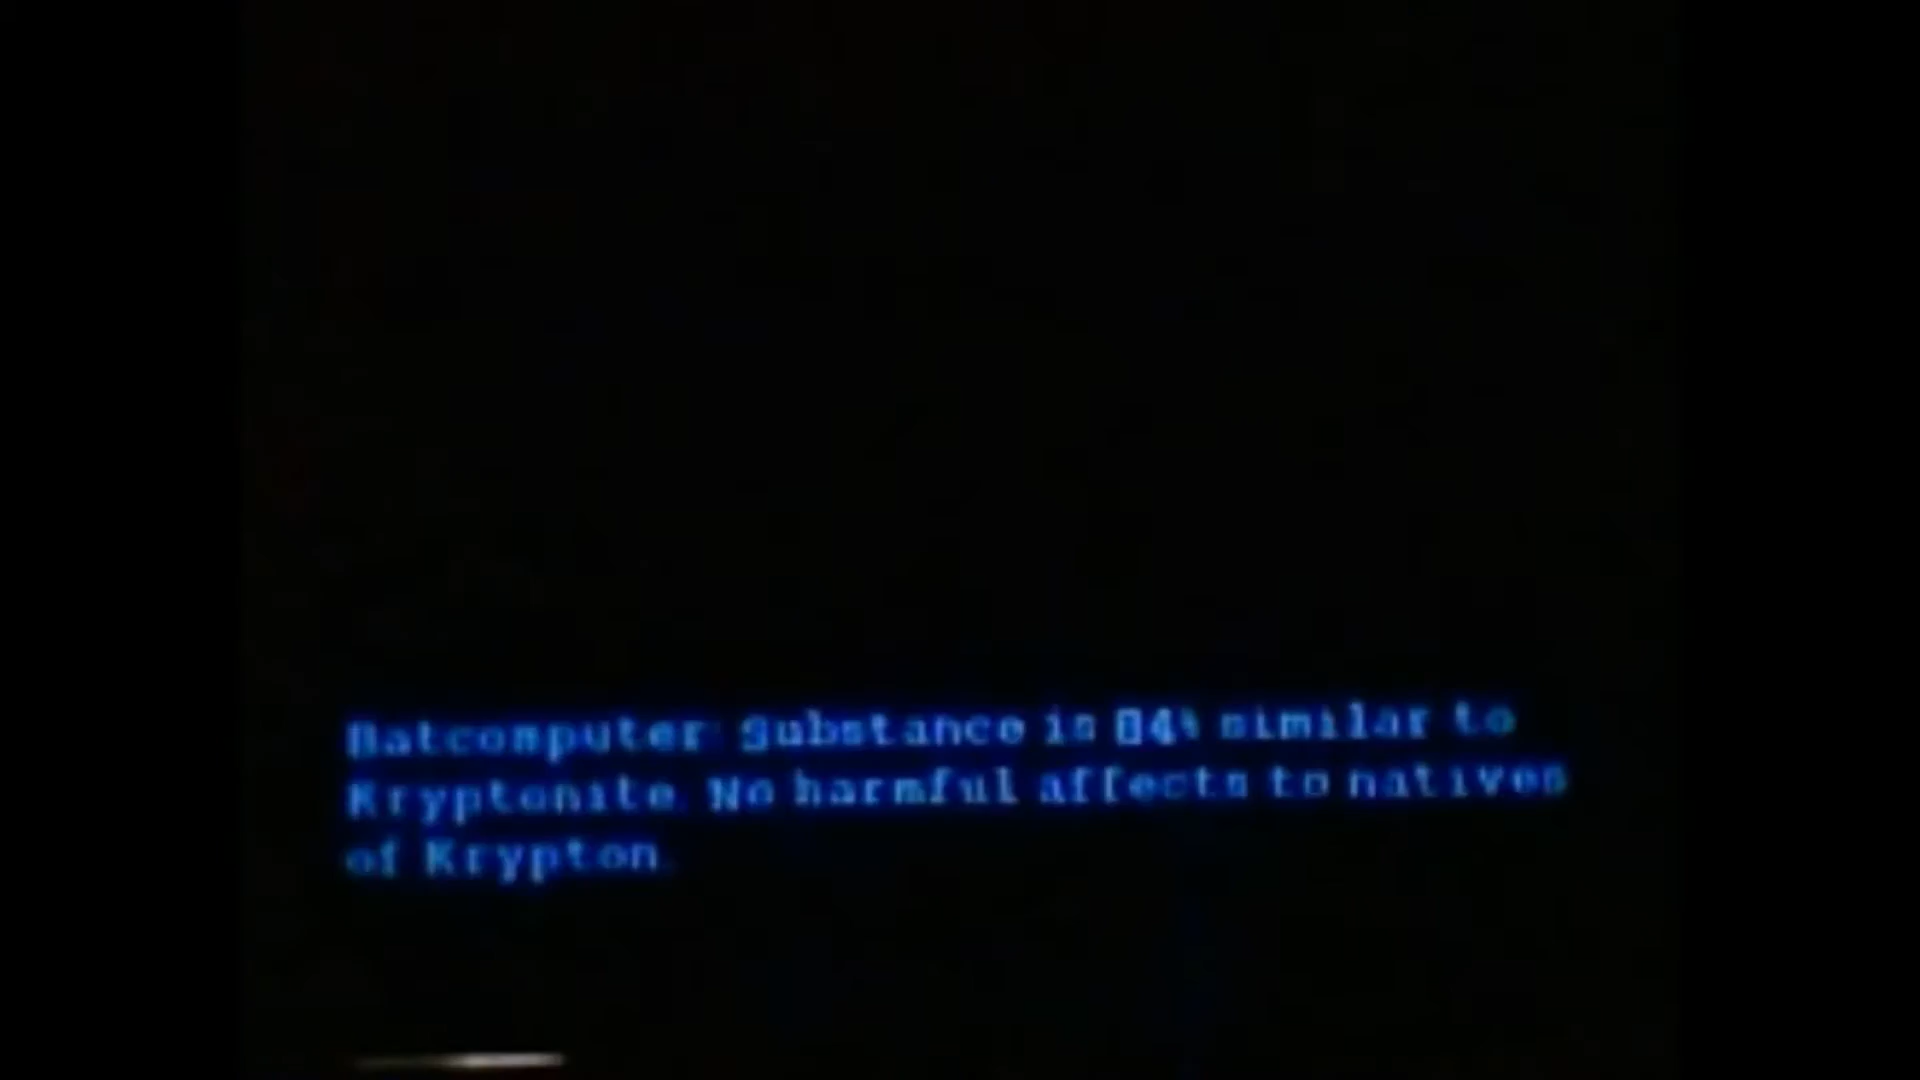 Batcomputer: Substance is 84% similar to
Kryptonite. No harmful affects to natives
of Krypton.